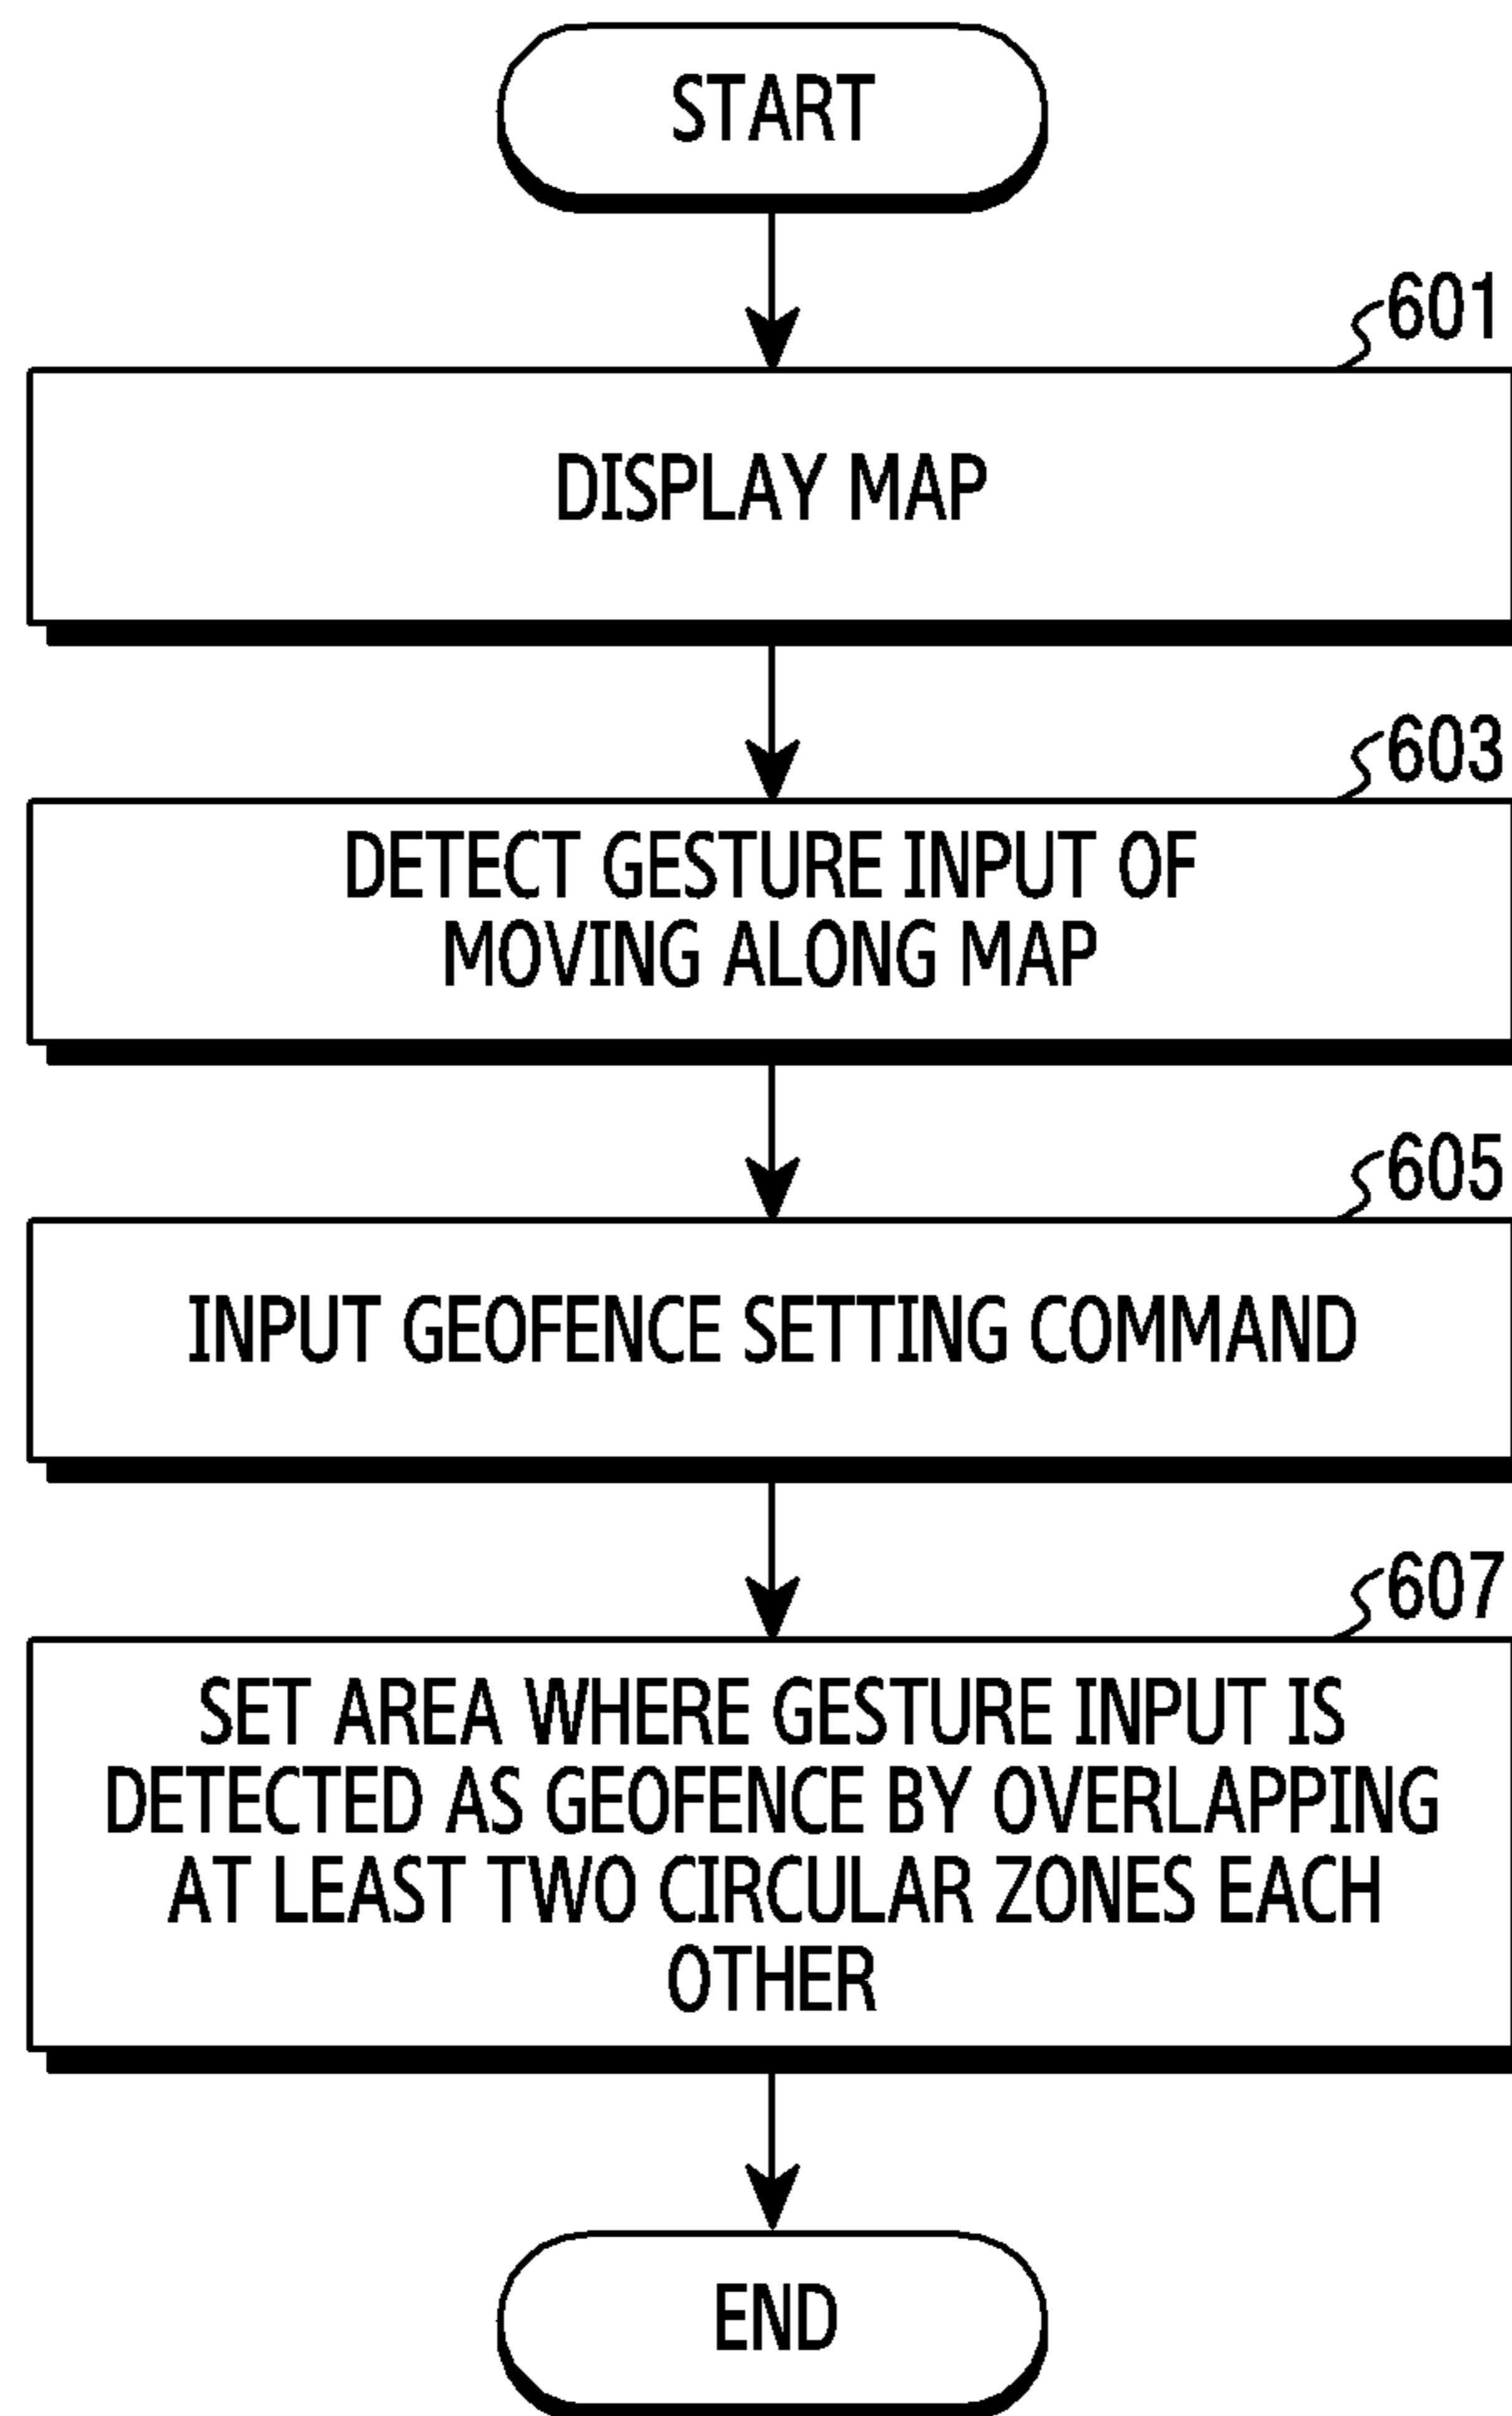 START
601
DISPLAY MAP
603
DETECT GESTURE INPUT OF
MOVING ALONG MAP
605
INPUT GEOFENCE SETTING COMMAND
607
SET AREA WHERE GESTURE INPUT IS
DETECTED AS GEOFENCE BY OVERLAPPING
AT LEAST TWO CIRCULAR ZONES EACH
OTHER
END